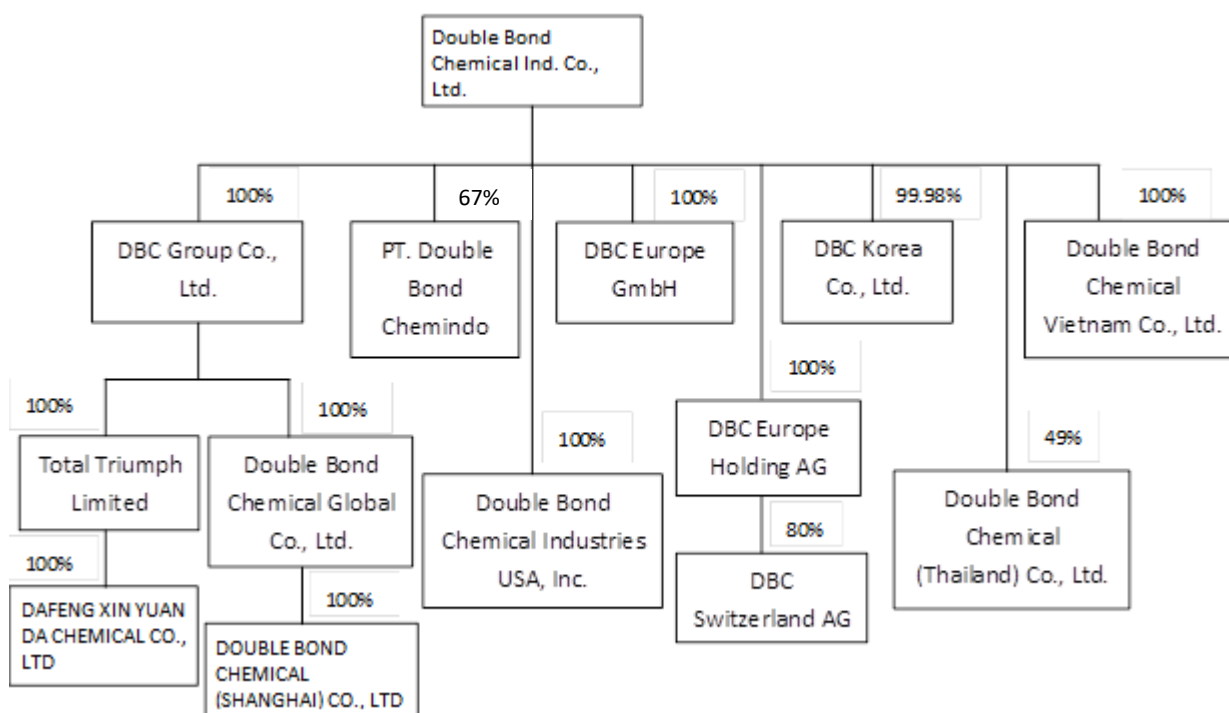 Double Bond
Chemical Ind. Co.,
Ltd.
100%
67%
100%
99.98%
100%
DBC Group Co.,
Ltd.
PT. Double
Bond
Chemindo
DBC Europe
GmbH
DBC Korea
Co., Ltd.
Double Bond
Chemical
Vietnam Co., Ltd.
100%
100%
100%
100%
49%
Total Triumph
Limited
Double Bond
Chemical Global
Co., Ltd.
Double Bond
Chemical Industries
USA, Inc.
DBC Europe
Holding AG
Double Bond
Chemical
(Thailand) Co., Ltd.
100%
100%
80%
DAFENG XIN YUAN
DA CHEMICAL CO.,
LTD
DOUBLE BOND
CHEMICAL
(SHANGHAI) CO., LTD
DBC
Switzerland AG